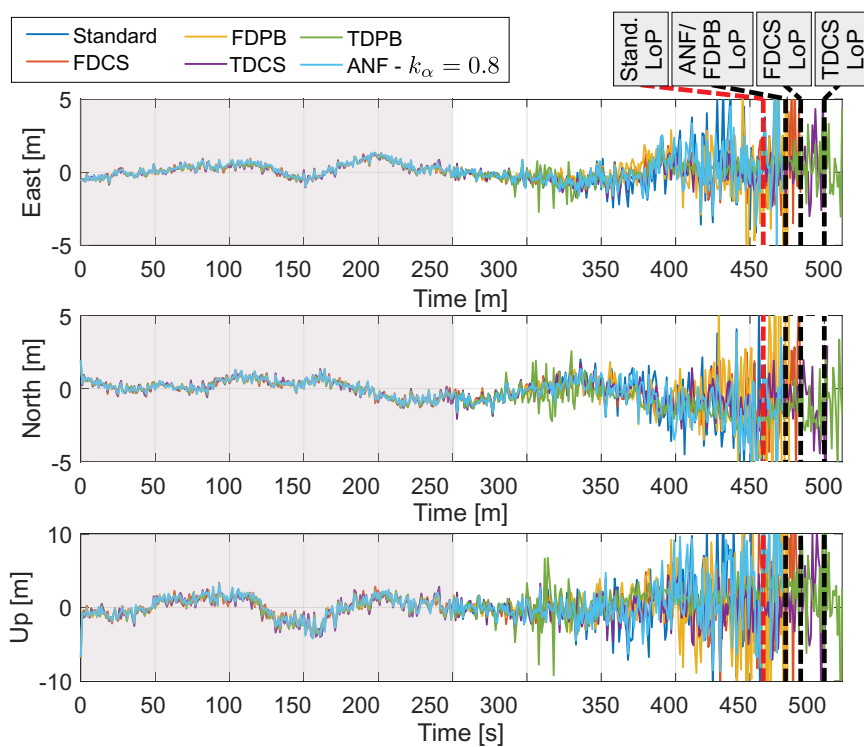 Standard FDPB TDPB
FDCS TDCS ANF - $k_\alpha = 0.8$
Stand.
LoP
ANF/
FDPB
LoP
FDCS
LoP
TDCS
LoP
5
0
-5
East [m]
0 50 100 150 200 250 300 350 400 450 500
Time [m]
5
0
-5
North [m]
0 50 100 150 200 250 300 350 400 450 500
Time [m]
10
0
-10
Up [m]
0 50 100 150 200 250 300 350 400 450 500
Time [s]